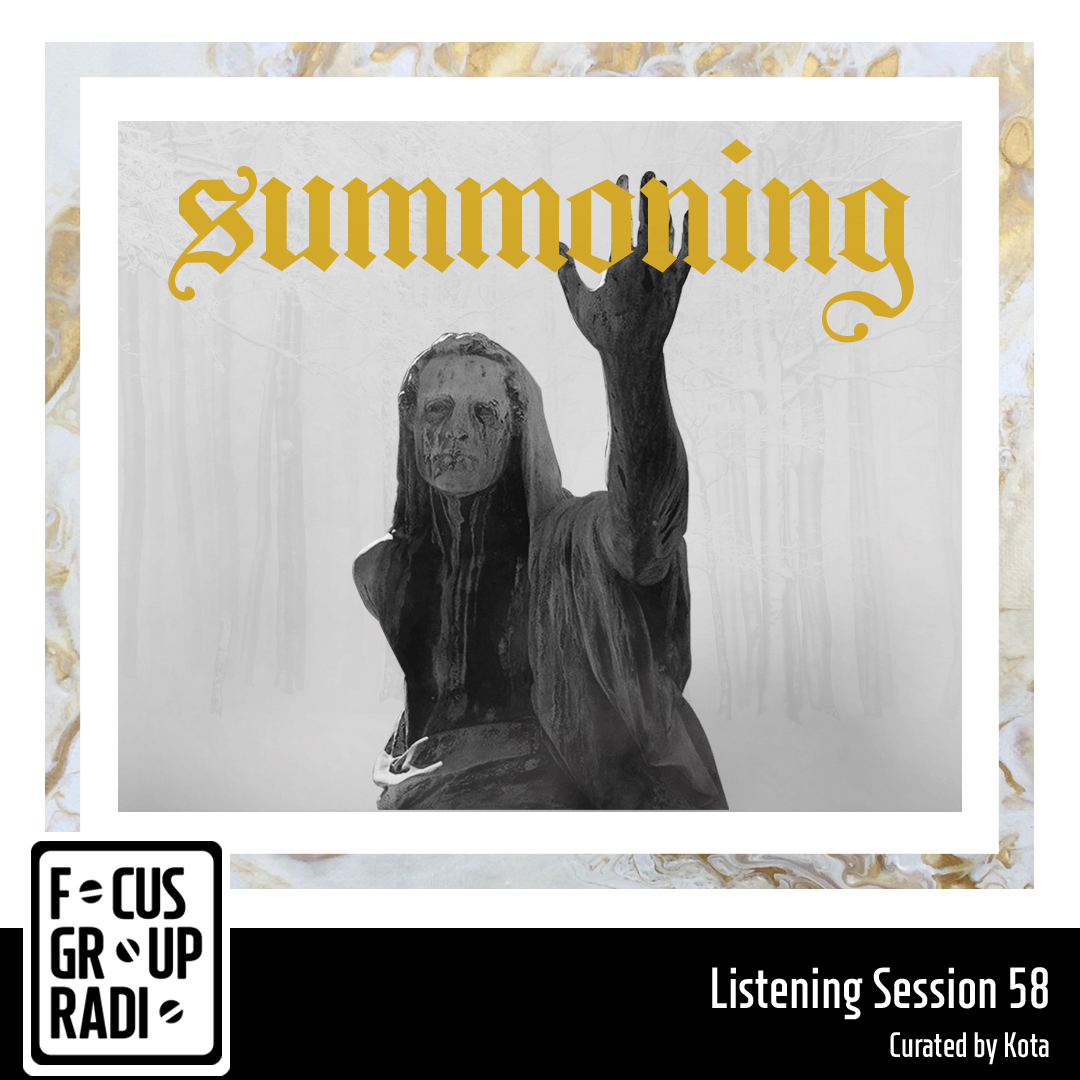 summoning
FOCUS
GROUP
RADIO
Listening Session 58
Curated by Kota